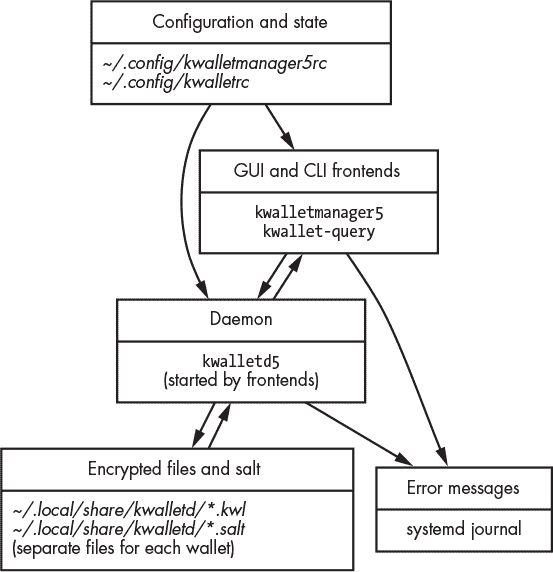 Configuration and state
~/.config/kwalletmanager5rc
~/.config/kwalletrc
GUI and CLI frontends
kwalletmanager5
kwallet-query
Daemon
kwalletd5
(started by frontends)
Encrypted files and salt
~/.local/share/kwalletd/*.kwl
~/.local/share/kwalletd/*.salt
(separate files for each wallet)
Error messages
systemd journal